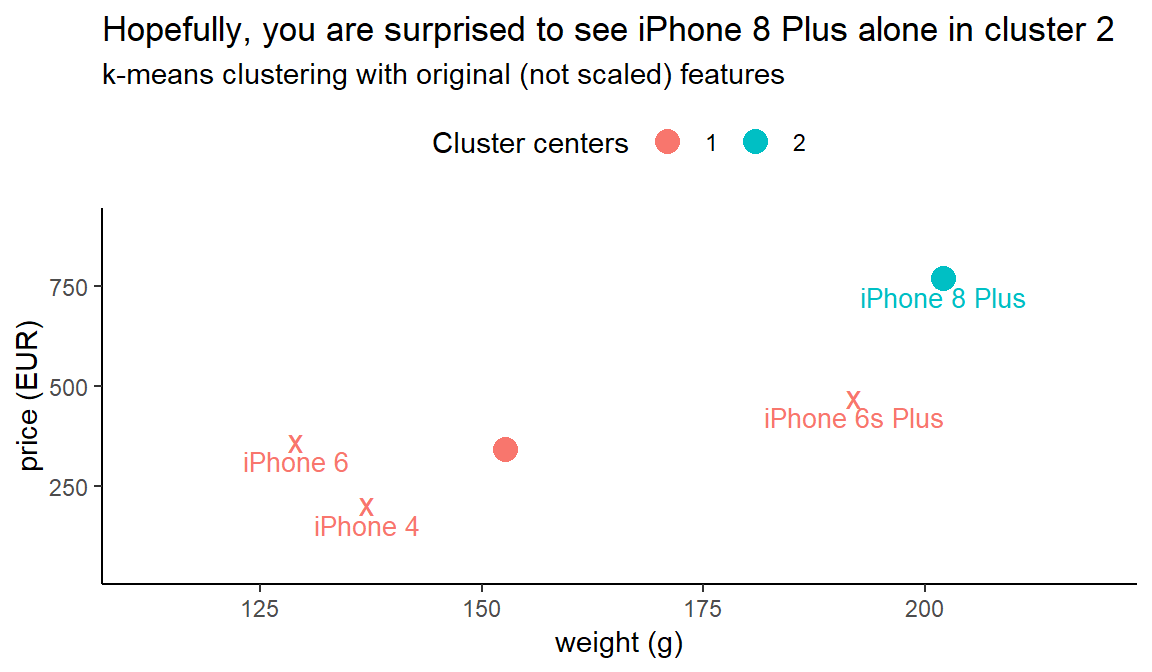 Hopefully, you are surprised to see iPhone 8 Plus alone in cluster 2
k-means clustering with original (not scaled) features
Cluster centers 1 2
750
500
250
price (EUR)
iPhone 8 Plus
x
iPhone 6s Plus
x
iPhone 6
x
iPhone 4
125 150 175 200
weight (g)